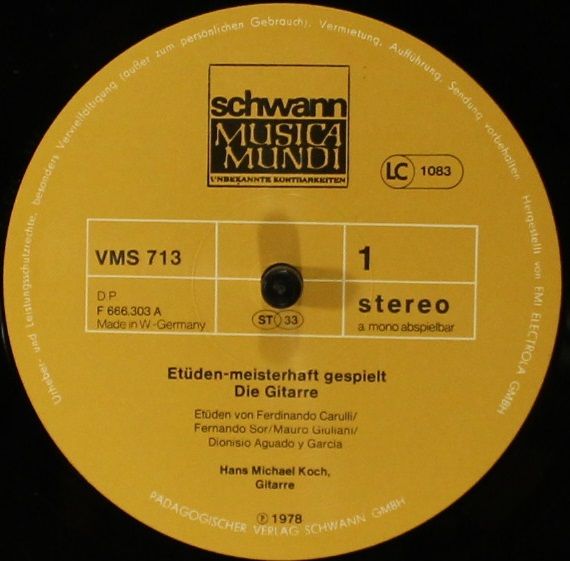 Urheber- und Leistungsschutzrechte, besonders Vervielfältigung (außer zum persönlichen Gebrauch), Vermietung, Aufführung, Sendung vorbehalten. Hergestellt von EMI ELECTROLA GMBH
schwann
MUSICA
MUNDI
UNBEKANNTE KOSTBARKEITEN
LC 1083
VMS 713
1
D.P.
F 666.303 A
Made in W.-Germany
ST 33
stereo
a. mono abspielbar
Etüden-meisterhaft gespielt
Die Gitarre
Etüden von Ferdinando Carulli/
Fernando Sor/Mauro Giuliani/
Dionisio Aguado y Garcia
Hans Michael Koch,
Gitarre
Ⓟ 1978
PÄDAGOGISCHER VERLAG SCHWANN GMBH